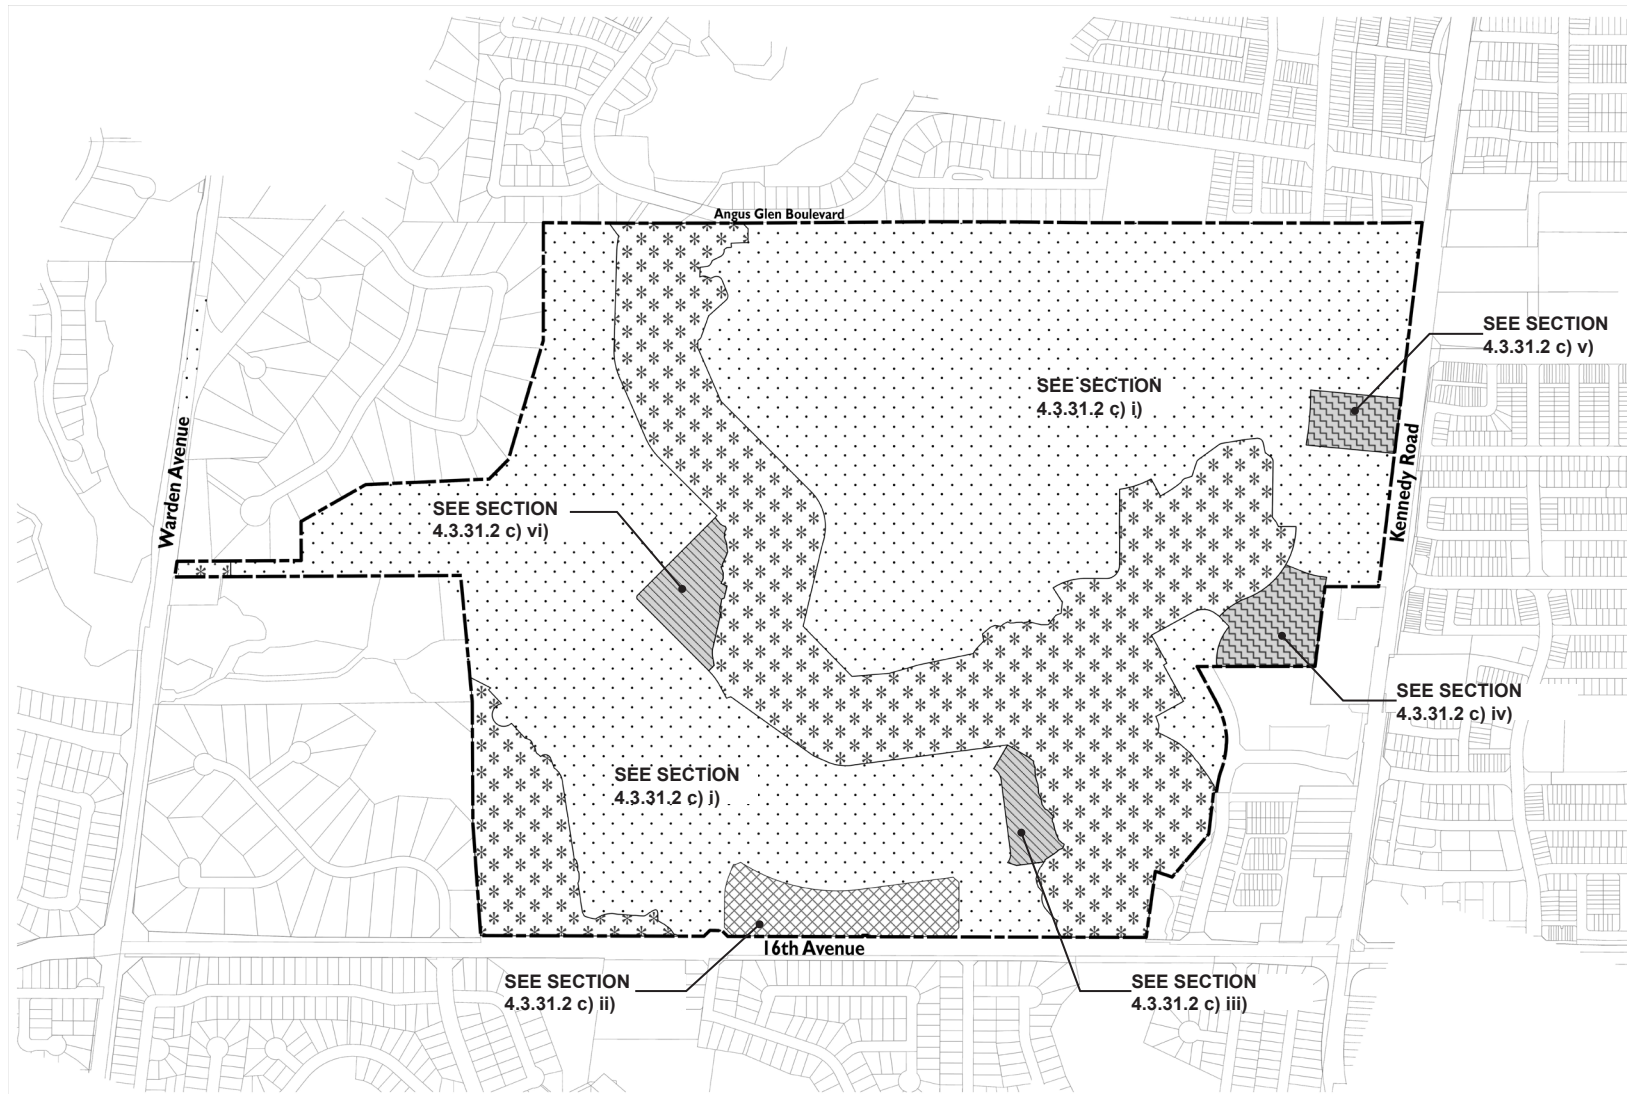 Angus Glen Boulevard
SEE SECTION
4.3.31.2 c) v)
SEE SECTION
4.3.31.2 c) i)
Warden Avenue
Kennedy Road
SEE SECTION
4.3.31.2 c) vi)
SEE SECTION
4.3.31.2 c) iv)
SEE SECTION
4.3.31.2 c) i)
16th Avenue
SEE SECTION
4.3.31.2 c) ii)
SEE SECTION
4.3.31.2 c) iii)